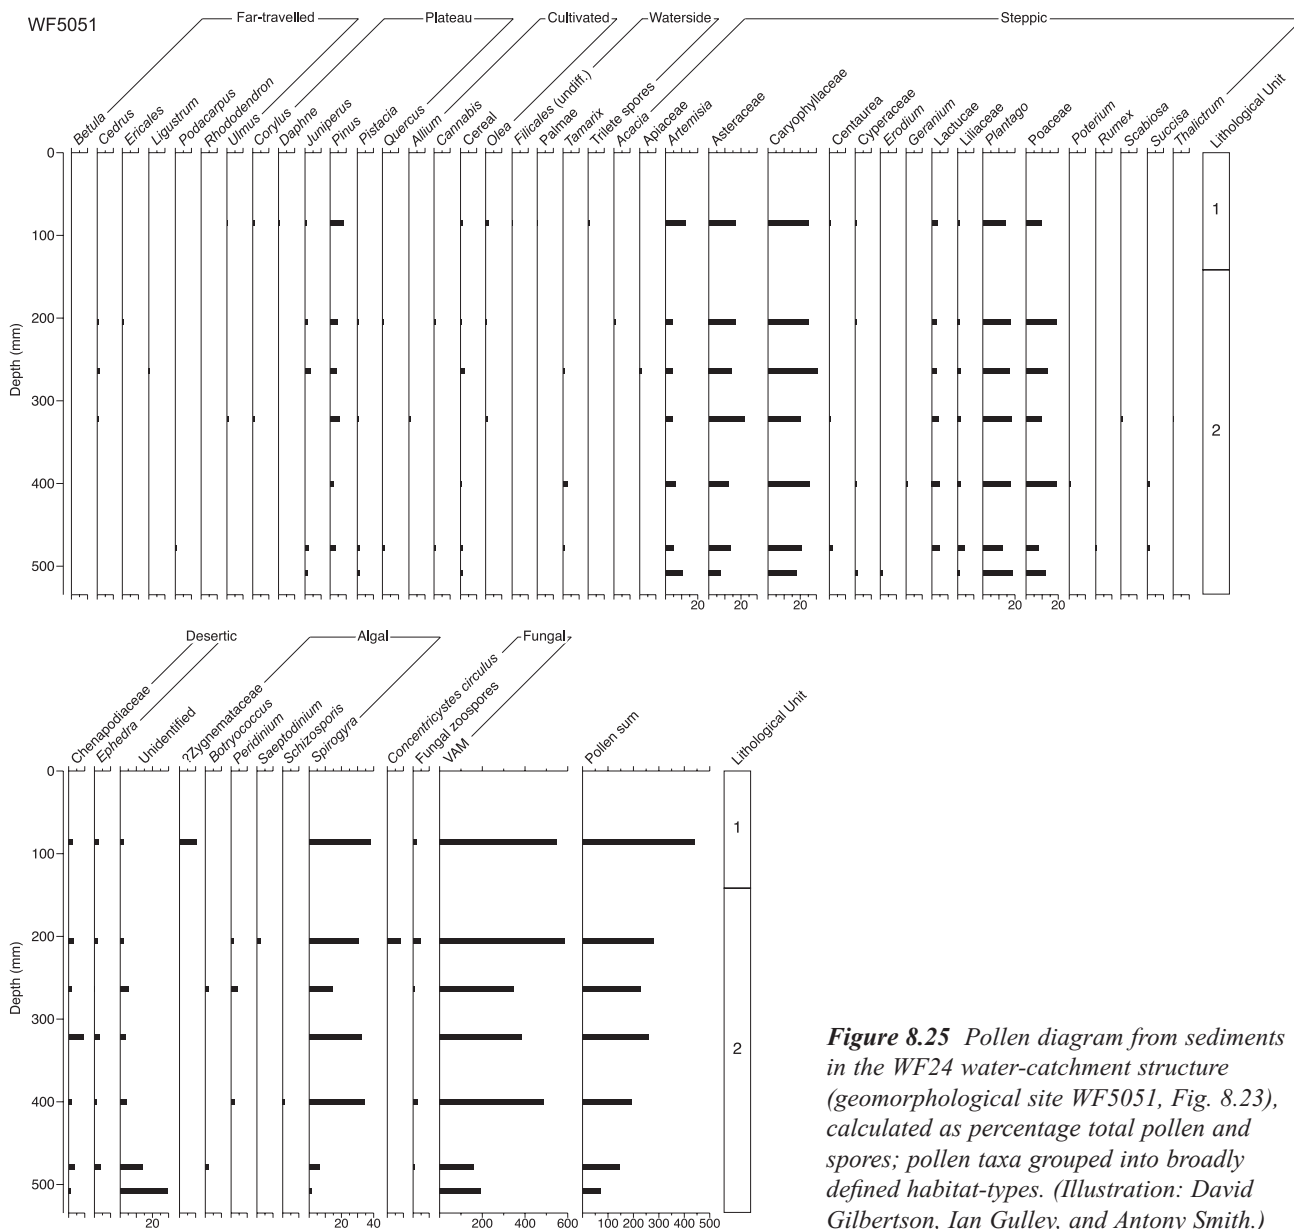 WF5051
Far-travelled Plateau Cultivated Waterside Steppic
Betula
Cedrus
Ericales
Ligustrum
Podacarpus
Rhododendron
Ulmus
Corylus
Daphne
Juniperus
Pinus
Pistacia
Quercus
Allium
Cannabis
Cereal
Olea
Filicales (undiff.)
Palmae
Tamarix
Trilete spores
Acacia
Apiaceae
Artemisia
Asteraceae
Caryophyllaceae
Centaurea
Cyperaceae
Erodium
Geranium
Lactucae
Liliaceae
Plantago
Poaceae
Poterium
Rumex
Scabiosa
Succisa
Thalictrum
Lithological Unit
Depth (mm)
0
100
200
300
400
500
1
2
20 20 20 20 20
Desertic Algal Fungal
Chenapodiaceae
Ephedra
Unidentified
?Zygnemataceae
Botryococcus
Peridinium
Saeptodinium
Schizosporis
Spirogyra
Concentricystes circulus
Fungal zoospores
VAM
Pollen sum
Lithological Unit
Depth (mm)
0
100
200
300
400
500
1
2
20 20 40 200 400 600 100 200 300 400 500
Figure 8.25 Pollen diagram from sediments
in the WF24 water-catchment structure
(geomorphological site WF5051, Fig. 8.23),
calculated as percentage total pollen and
spores; pollen taxa grouped into broadly
defined habitat-types. (Illustration: David
Gilbertson, Ian Gulley, and Antony Smith.)